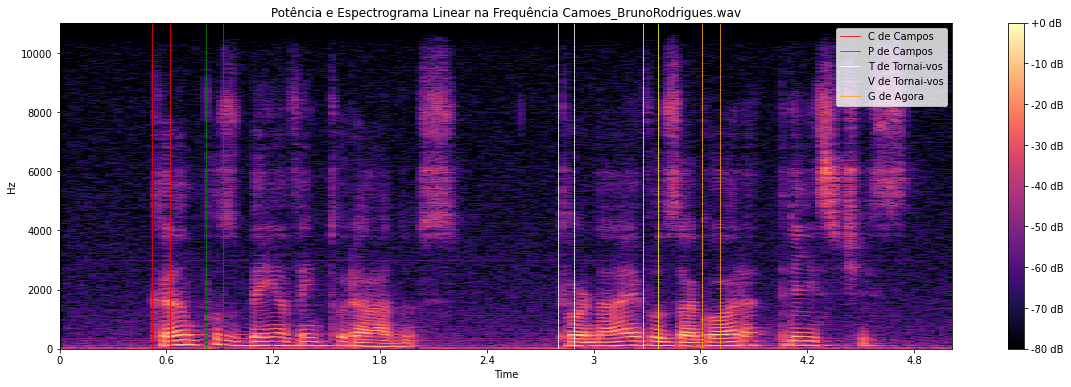 Potência e Espectrograma Linear na Frequência Camoes_BrunoRodrigues.wav
C de Campos
P de Campos
T de Tornai-vos
V de Tornai-vos
G de Agora
Hz
10000
8000
6000
4000
2000
0
0 0.6 1.2 1.8 2.4 3 3.6 4.2 4.8
Time
+0 dB
-10 dB
-20 dB
-30 dB
-40 dB
-50 dB
-60 dB
-70 dB
-80 dB